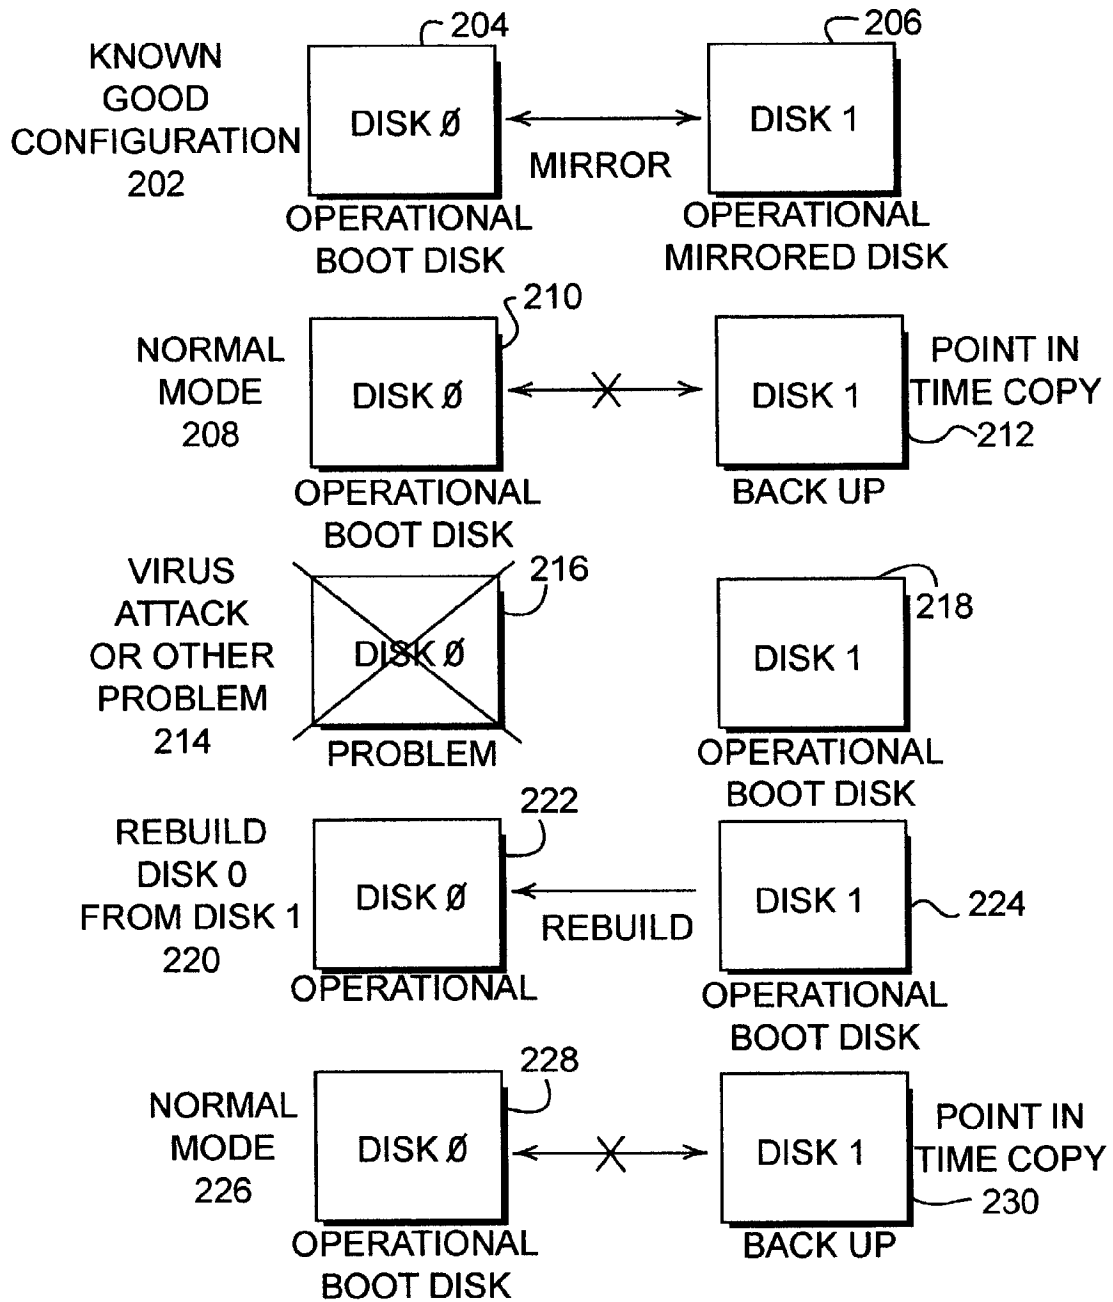 204
206
KNOWN
GOOD
CONFIGURATION
202
DISK Ø
DISK 1
MIRROR
OPERATIONAL
BOOT DISK
OPERATIONAL
MIRRORED DISK
210
NORMAL
MODE
208
DISK Ø
DISK 1
POINT IN
TIME COPY
212
OPERATIONAL
BOOT DISK
BACK UP
VIRUS
ATTACK
OR OTHER
PROBLEM
214
216
218
DISK Ø
DISK 1
PROBLEM
OPERATIONAL
BOOT DISK
REBUILD
DISK 0
FROM DISK 1
220
222
DISK Ø
REBUILD
DISK 1
224
OPERATIONAL
OPERATIONAL
BOOT DISK
228
NORMAL
MODE
226
DISK Ø
DISK 1
POINT IN
TIME COPY
230
OPERATIONAL
BOOT DISK
BACK UP